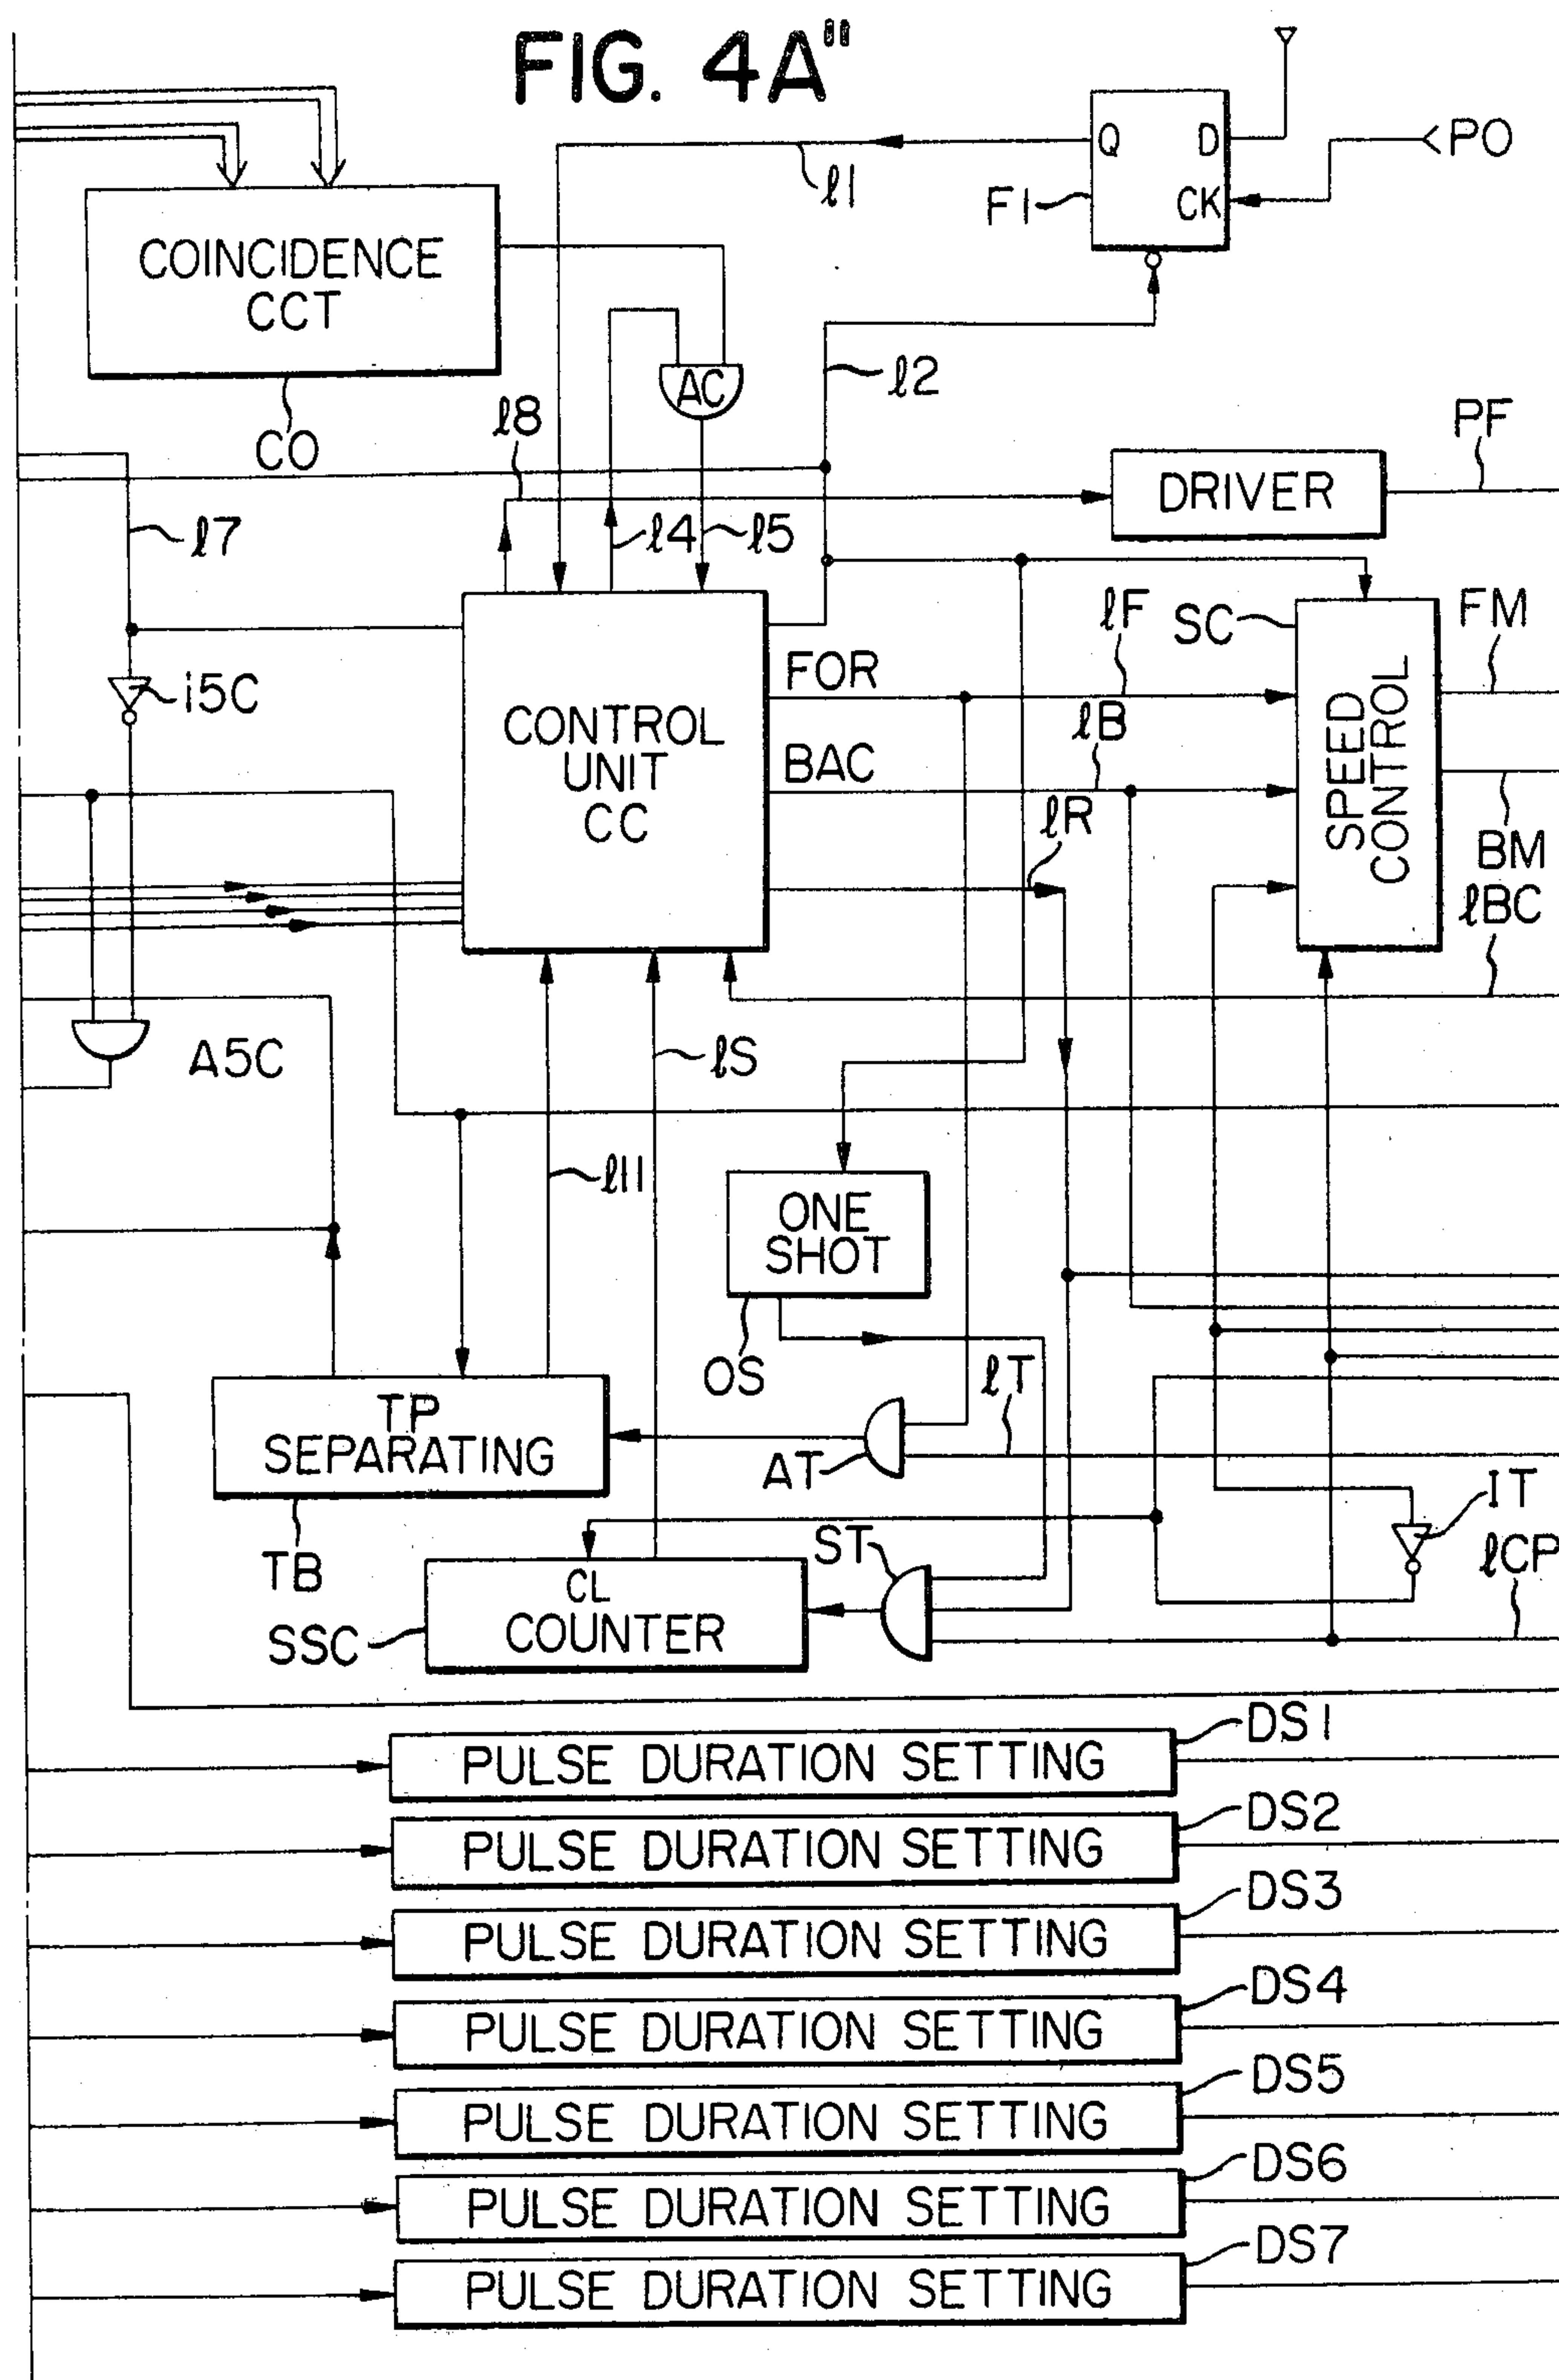 FIG. 4A"
Q
D
CK
PO
F1
ℓ1
COINCIDENCE
CCT
CO
AC
ℓ2
ℓ8
ℓ4
ℓ5
DRIVER
PF
ℓ7
i5C
CONTROL
UNIT
CC
FOR
BAC
ℓF
ℓB
ℓR
SC
SPEED
CONTROL
FM
BM
ℓBC
A5C
ℓS
ℓ11
ONE
SHOT
OS
TP
SEPARATING
TB
AT
ℓT
ST
IT
ℓCP
CL
COUNTER
SSC
PULSE DURATION SETTING
DS1
PULSE DURATION SETTING
DS2
PULSE DURATION SETTING
DS3
PULSE DURATION SETTING
DS4
PULSE DURATION SETTING
DS5
PULSE DURATION SETTING
DS6
PULSE DURATION SETTING
DS7